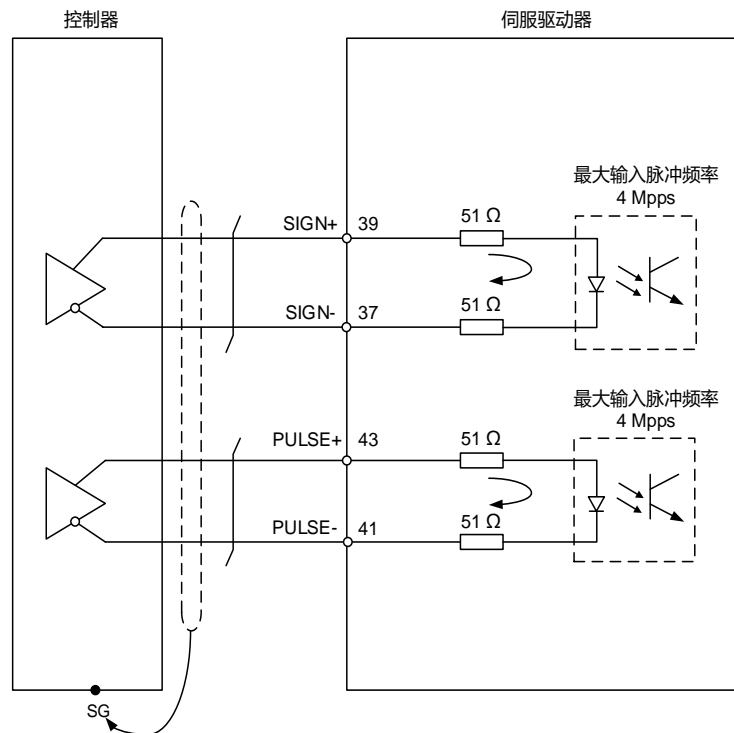 控制器
伺服驱动器
最大输入脉冲频率
4 Mpps
SIGN+ 39 51 Ω
SIGN- 37 51 Ω
最大输入脉冲频率
4 Mpps
PULSE+ 43 51 Ω
PULSE- 41 51 Ω
SG